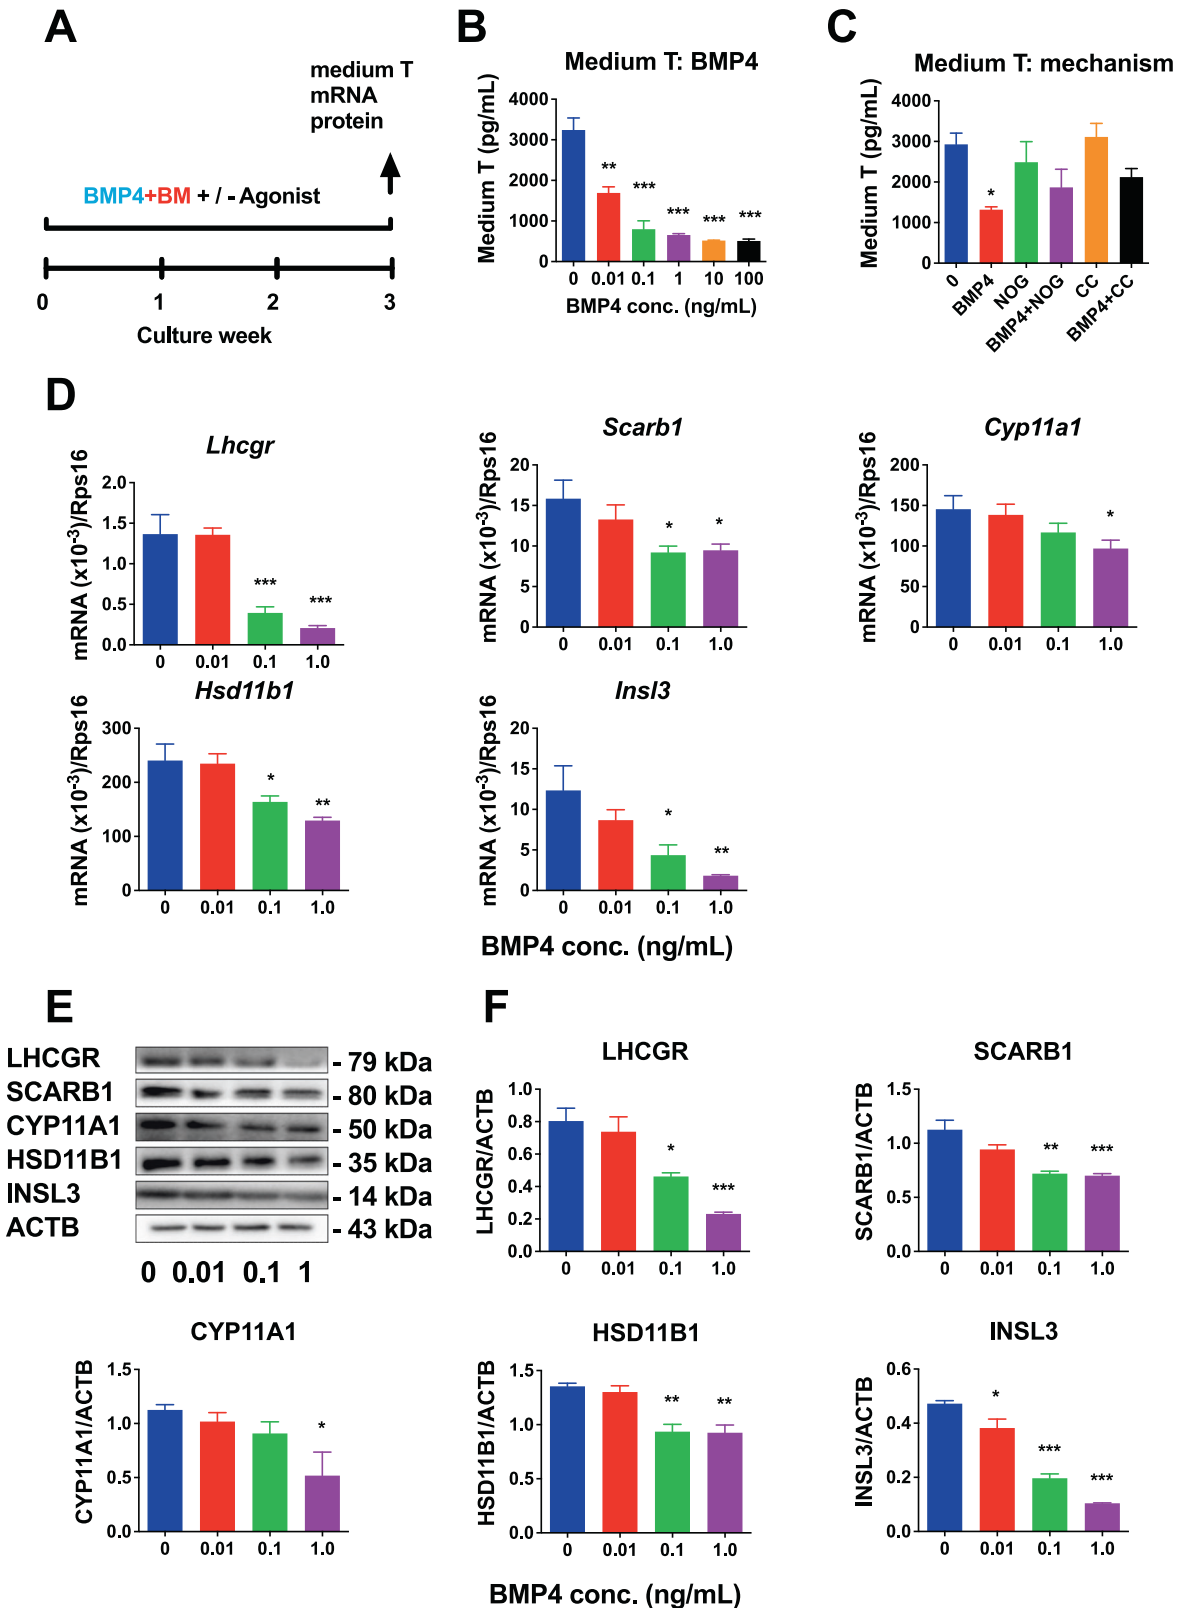 A
medium T
mRNA
protein
BMP4+BM + / - Agonist
0 1 2 3
Culture week
B
Medium T: BMP4
Medium T (pg/mL)
4000
3000
2000
1000
0
** *** *** *** ***
0 0.01 0.1 1 10 100
BMP4 conc. (ng/mL)
C
Medium T: mechanism
Medium T (pg/mL)
4000
3000
2000
1000
0
*
0 BMP4 NOG BMP4+NOG CC BMP4+CC
D
Lhcgr
mRNA (x10⁻³)/Rps16
2.0
1.5
1.0
0.5
0.0
*** ***
0 0.01 0.1 1.0
Scarb1
mRNA (x10⁻³)/Rps16
20
15
10
5
0
* *
0 0.01 0.1 1.0
Cyp11a1
mRNA (x10⁻³)/Rps16
200
150
100
50
0
*
0 0.01 0.1 1.0
Hsd11b1
mRNA (x10⁻³)/Rps16
300
200
100
0
* **
0 0.01 0.1 1.0
Insl3
mRNA (x10⁻³)/Rps16
20
15
10
5
0
* **
0 0.01 0.1 1.0
BMP4 conc. (ng/mL)
E
LHCGR - 79 kDa
SCARB1 - 80 kDa
CYP11A1 - 50 kDa
HSD11B1 - 35 kDa
INSL3 - 14 kDa
ACTB - 43 kDa
0 0.01 0.1 1
F
LHCGR
LHCGR/ACTB
1.0
0.8
0.6
0.4
0.2
0.0
* ***
0 0.01 0.1 1.0
SCARB1
SCARB1/ACTB
1.5
1.0
0.5
0.0
** ***
0 0.01 0.1 1.0
CYP11A1
CYP11A1/ACTB
1.5
1.0
0.5
0.0
*
0 0.01 0.1 1.0
HSD11B1
HSD11B1/ACTB
1.5
1.0
0.5
0.0
** **
0 0.01 0.1 1.0
INSL3
INSL3/ACTB
0.6
0.4
0.2
0.0
* *** ***
0 0.01 0.1 1.0
BMP4 conc. (ng/mL)